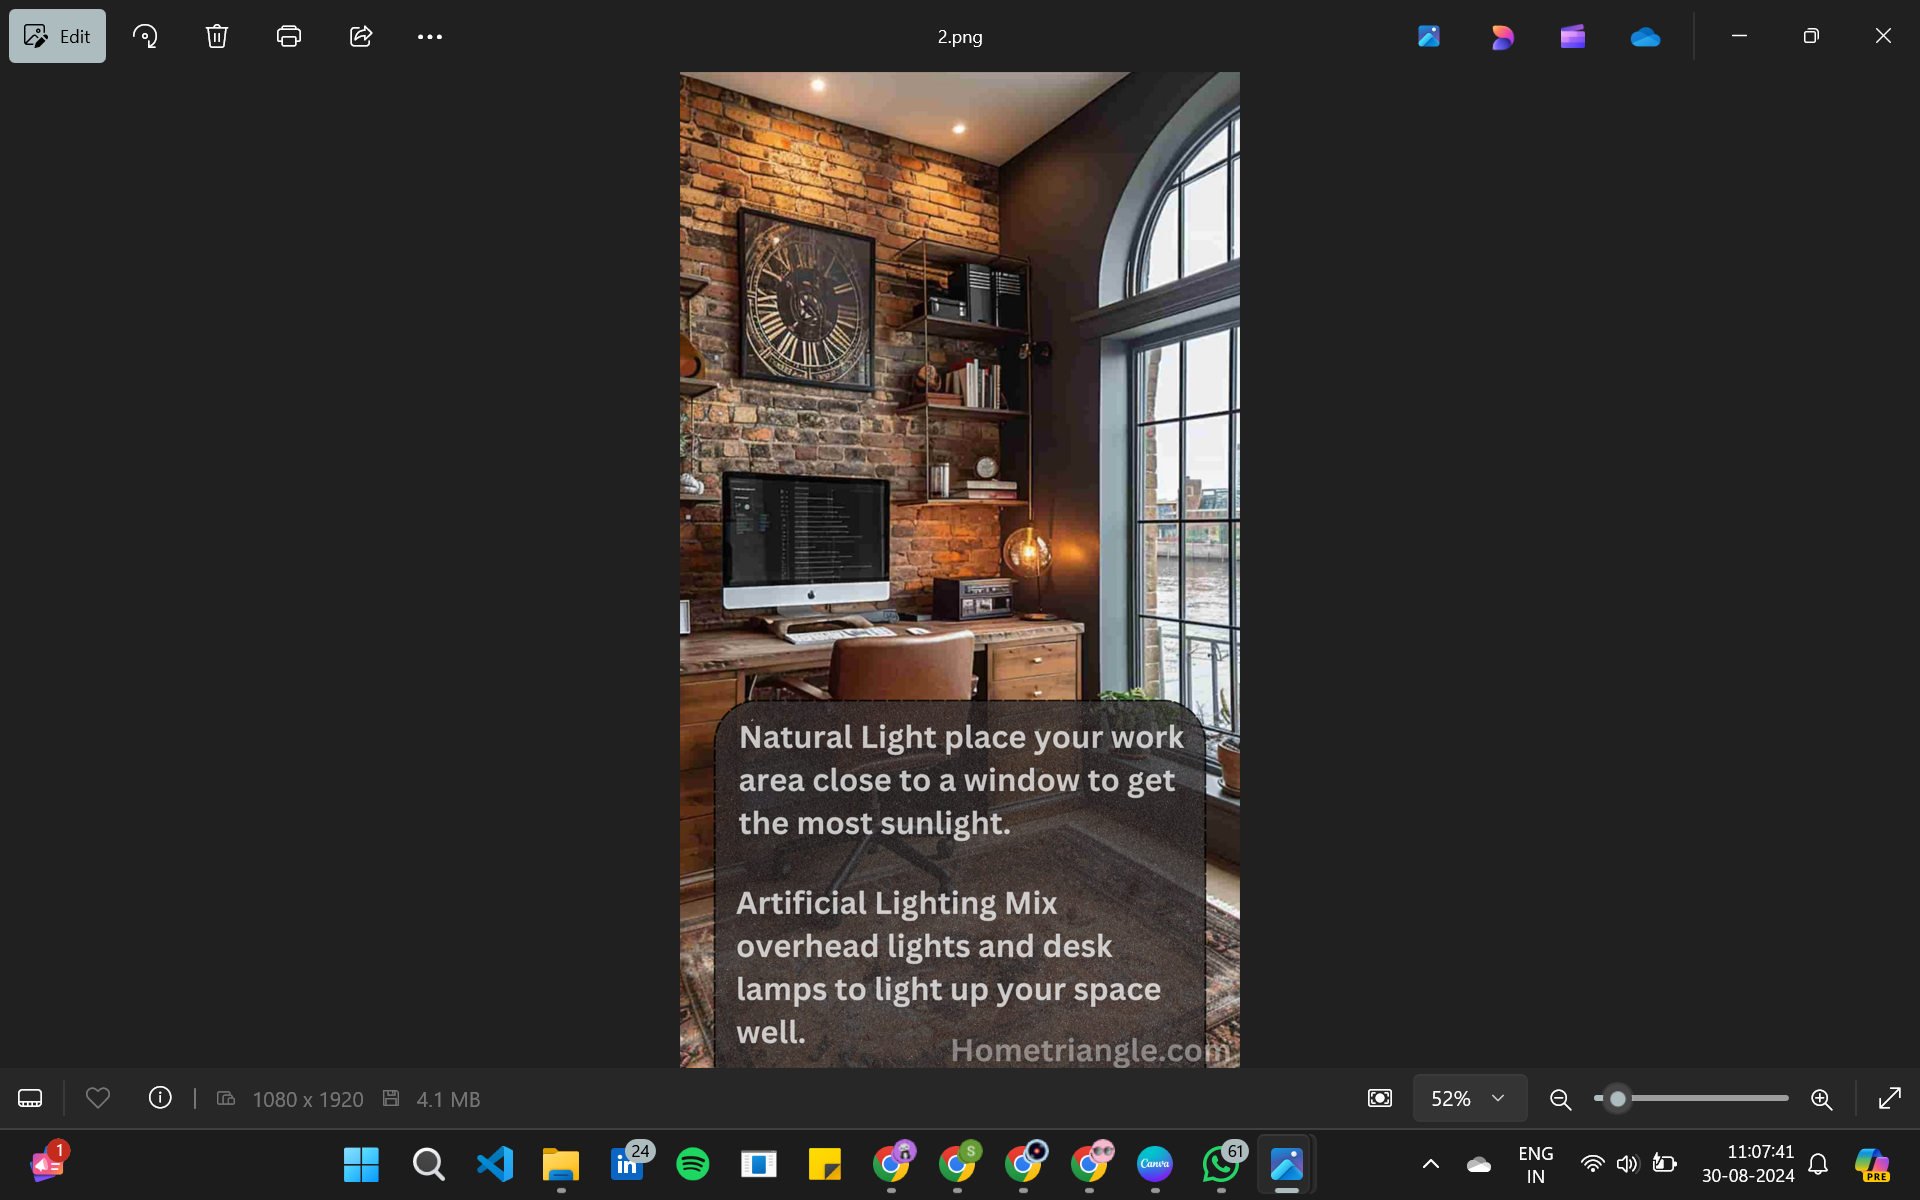 Edit
2.png
Natural Light place your work
area close to a window to get
the most sunlight.
Artificial Lighting Mix
overhead lights and desk
lamps to light up your space
well.
Hometriangle.com
1080 x 1920
4.1 MB
52%
1
24
S
Canva
61
ENG
IN
11:07:41
30-08-2024
PRE